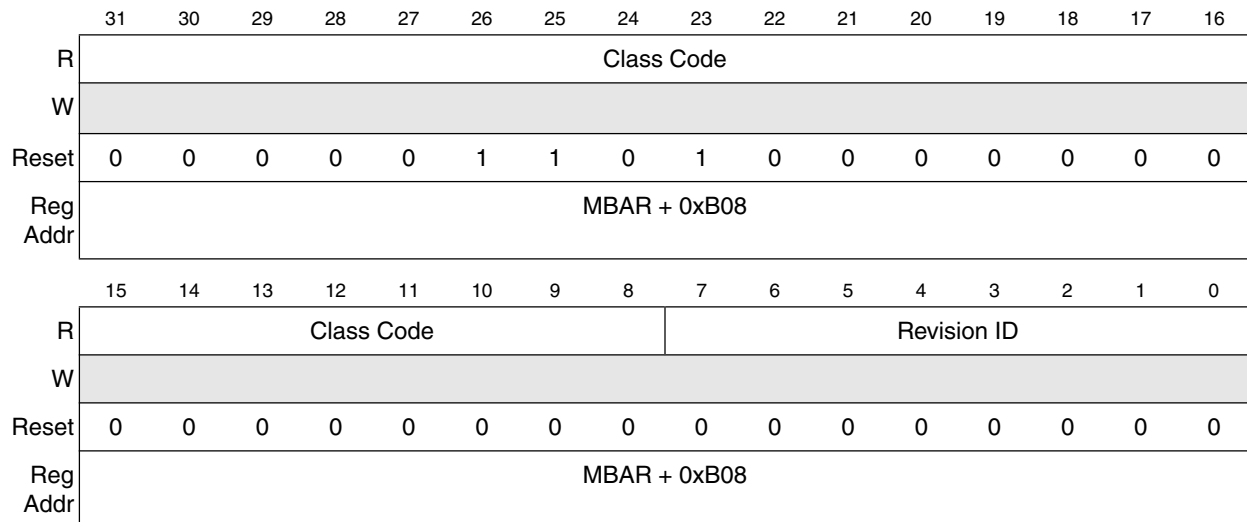 31 30 29 28 27 26 25 24 23 22 21 20 19 18 17 16
R Class Code
W
Reset 0 0 0 0 0 1 1 0 1 0 0 0 0 0 0 0
Reg MBAR + 0xB08
Addr
15 14 13 12 11 10 9 8 7 6 5 4 3 2 1 0
R Class Code Revision ID
W
Reset 0 0 0 0 0 0 0 0 0 0 0 0 0 0 0 0
Reg MBAR + 0xB08
Addr